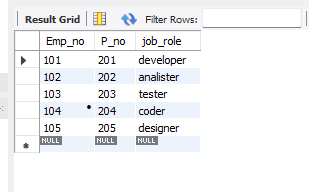 Result Grid Filter Rows:
Emp_no P_no job_role
101 201 developer
102 202 analister
103 203 tester
104 204 coder
105 205 designer
NULL NULL NULL